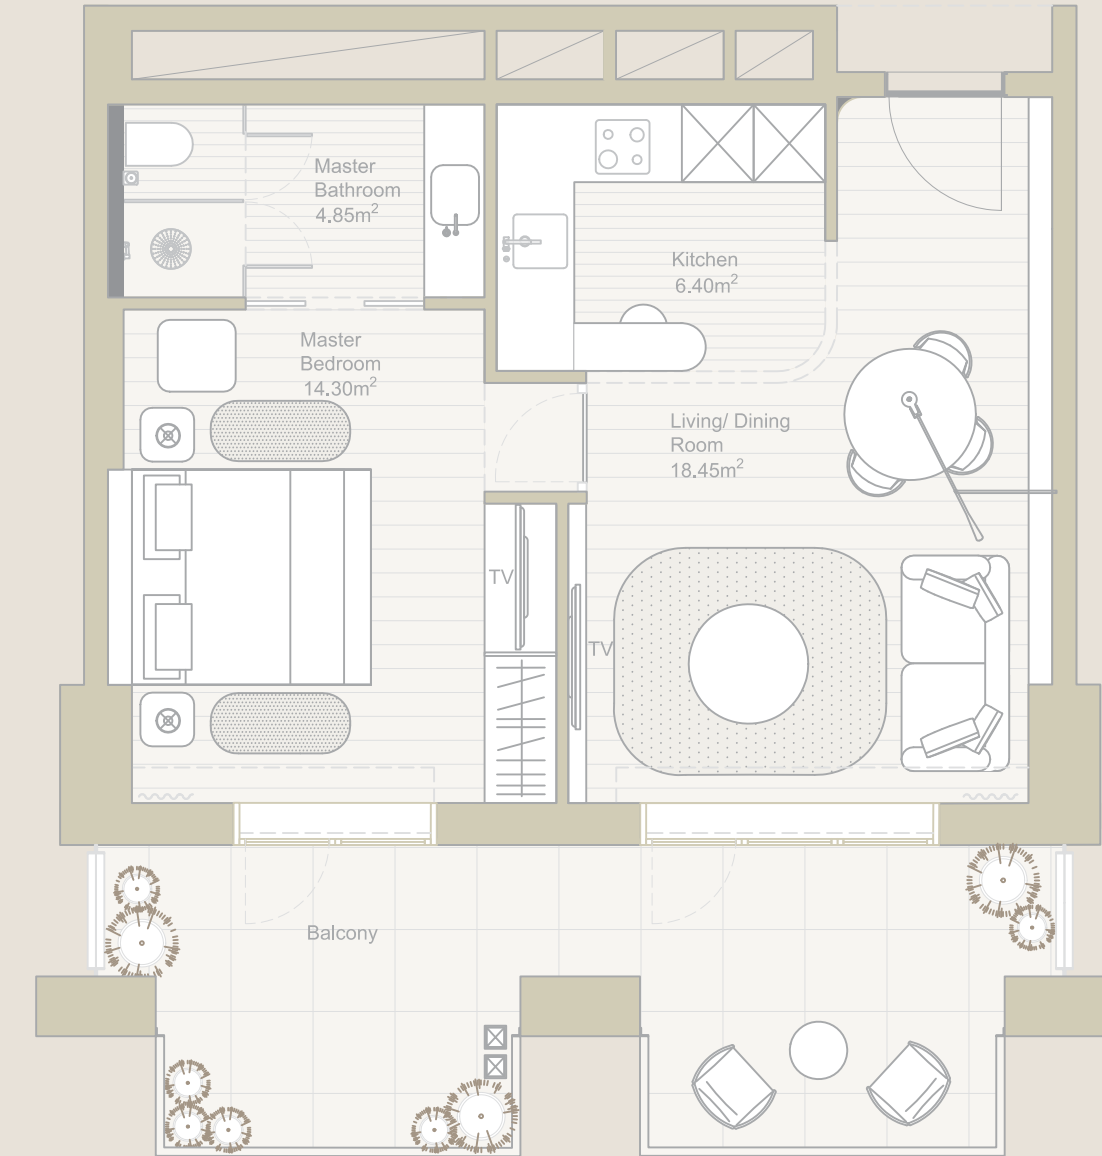 Master
Bathroom
4.85m²
Kitchen
6.40m²
Master
Bedroom
14.30m²
Living/ Dining
Room
18.45m²
TV
TV
Balcony